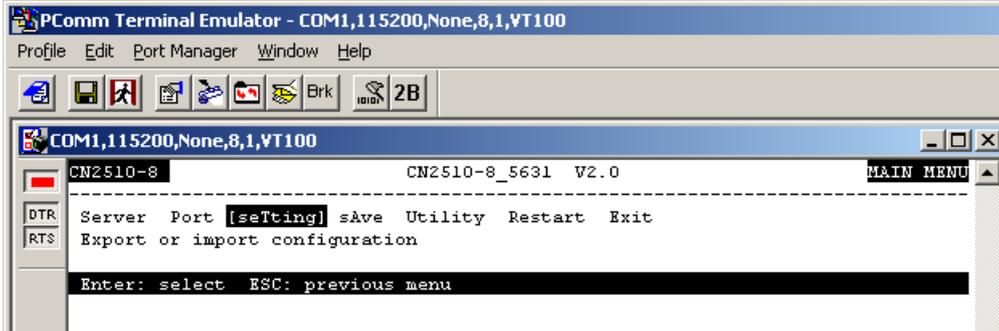 PComm Terminal Emulator - COM1,115200,None,8,1,VT100
Profile Edit Port Manager Window Help
Brk 2B
COM1,115200,None,8,1,VT100
CN2510-8 CN2510-8_5631 V2.0 MAIN MENU
--------------------------------------------------------------------------------
DTR Server Port [seTting] sAve Utility Restart Exit
RTS Export or import configuration
Enter: select ESC: previous menu